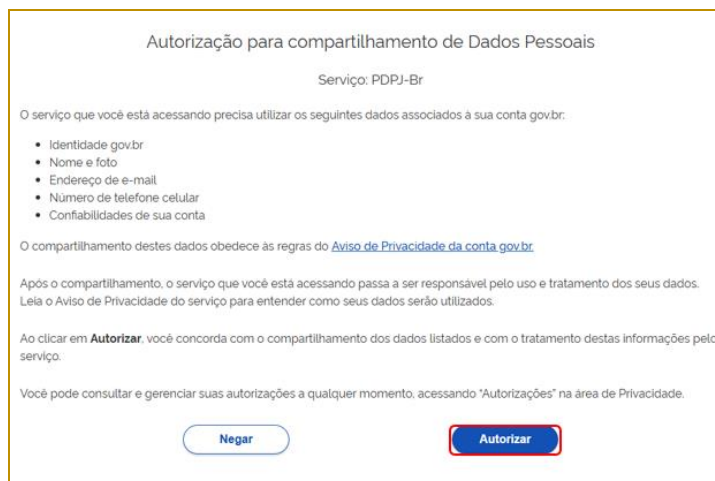 Autorização para compartilhamento de Dados Pessoais
Serviço: PDPJ-Br
O serviço que você está acessando precisa utilizar os seguintes dados associados à sua conta gov.br:
• Identidade gov.br
• Nome e foto
• Endereço de e-mail
• Número de telefone celular
• Confiabilidades de sua conta
O compartilhamento destes dados obedece às regras do Aviso de Privacidade da conta gov.br
Após o compartilhamento, o serviço que você está acessando passa a ser responsável pelo uso e tratamento dos seus dados.
Leia o Aviso de Privacidade do serviço para entender como seus dados serão utilizados.
Ao clicar em Autorizar, você concorda com o compartilhamento dos dados listados e com o tratamento destas informações pelo
serviço.
Você pode consultar e gerenciar suas autorizações a qualquer momento, acessando "Autorizações" na área de Privacidade.
Negar Autorizar